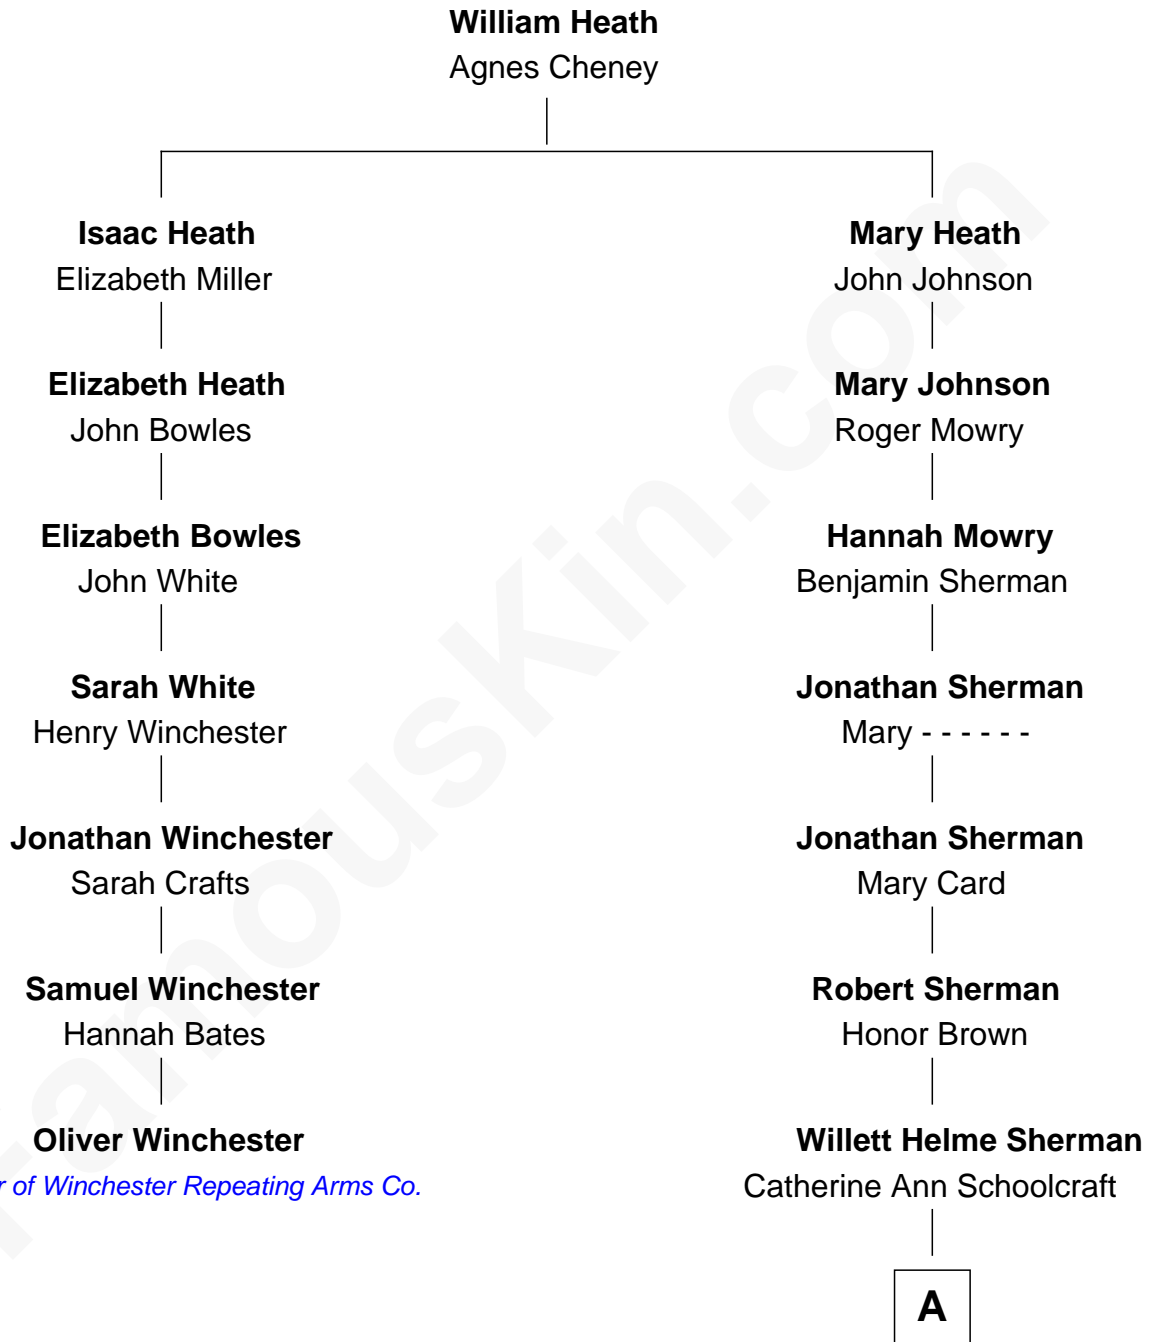 William Heath
Agnes Cheney
Isaac Heath
Elizabeth Miller
Elizabeth Heath
John Bowles
Elizabeth Bowles
John White
Sarah White
Henry Winchester
Jonathan Winchester
Sarah Crafts
Samuel Winchester
Hannah Bates
Oliver Winchester
r of Winchester Repeating Arms Co.
Mary Heath
John Johnson
Mary Johnson
Roger Mowry
Hannah Mowry
Benjamin Sherman
Jonathan Sherman
Mary - - - - - -
Jonathan Sherman
Mary Card
Robert Sherman
Honor Brown
Willett Helme Sherman
Catherine Ann Schoolcraft
A
FamousKin.com